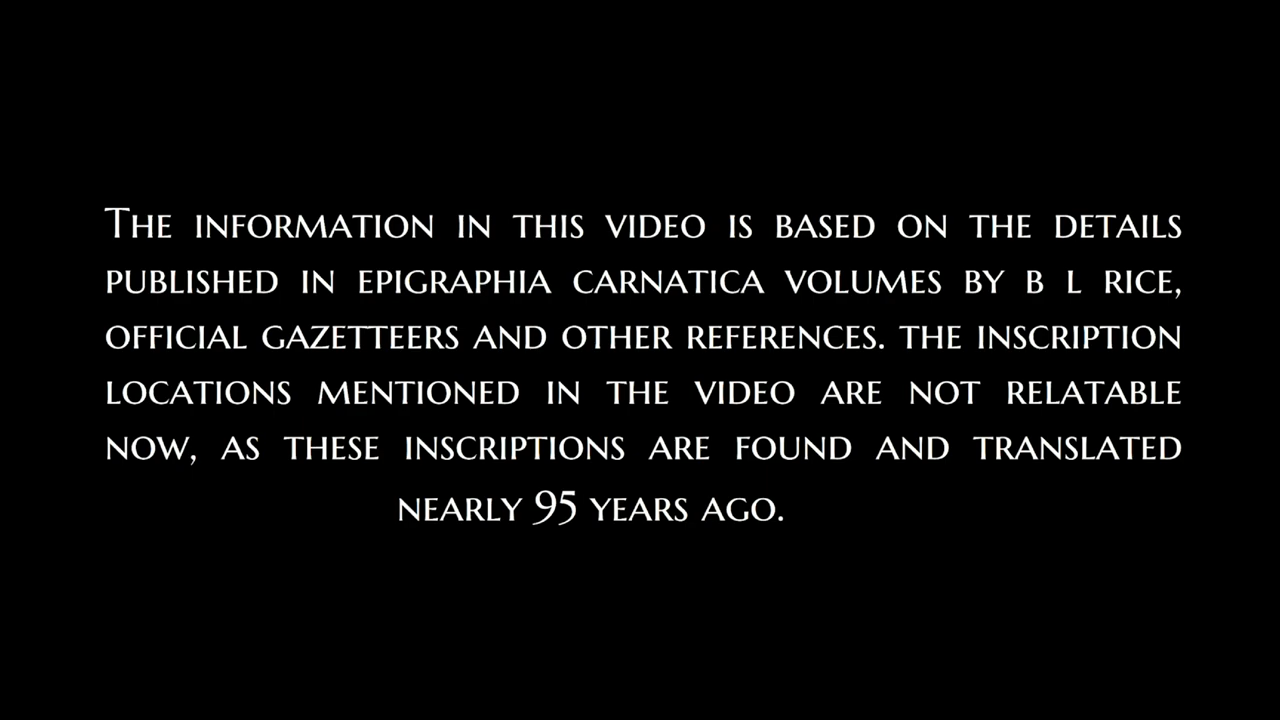 The information in this video is based on the details
published in Epigraphia Carnatica volumes by B L Rice,
official gazetteers and other references. The inscription
locations mentioned in the video are not relatable
now, as these inscriptions are found and translated
nearly 95 years ago.